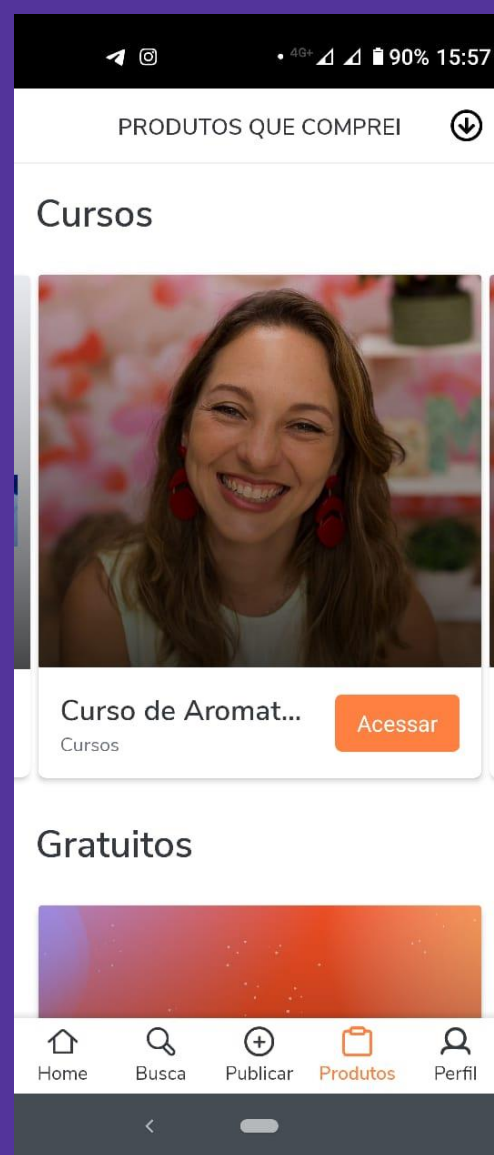 4G+ 90% 15:57
PRODUTOS QUE COMPREI
Cursos
Curso de Aromat...
Cursos
Acessar
Gratuitos
Home Busca Publicar Produtos Perfil